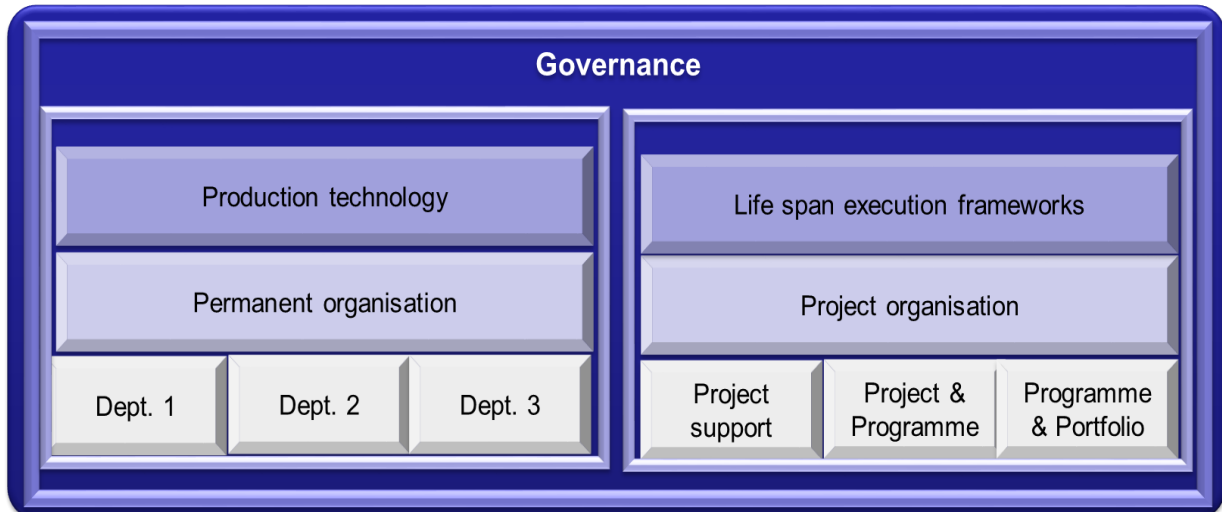 Governance
Production technology
Permanent organisation
Dept. 1
Dept. 2
Dept. 3
Life span execution frameworks
Project organisation
Project
support
Project &
Programme
Programme
& Portfolio